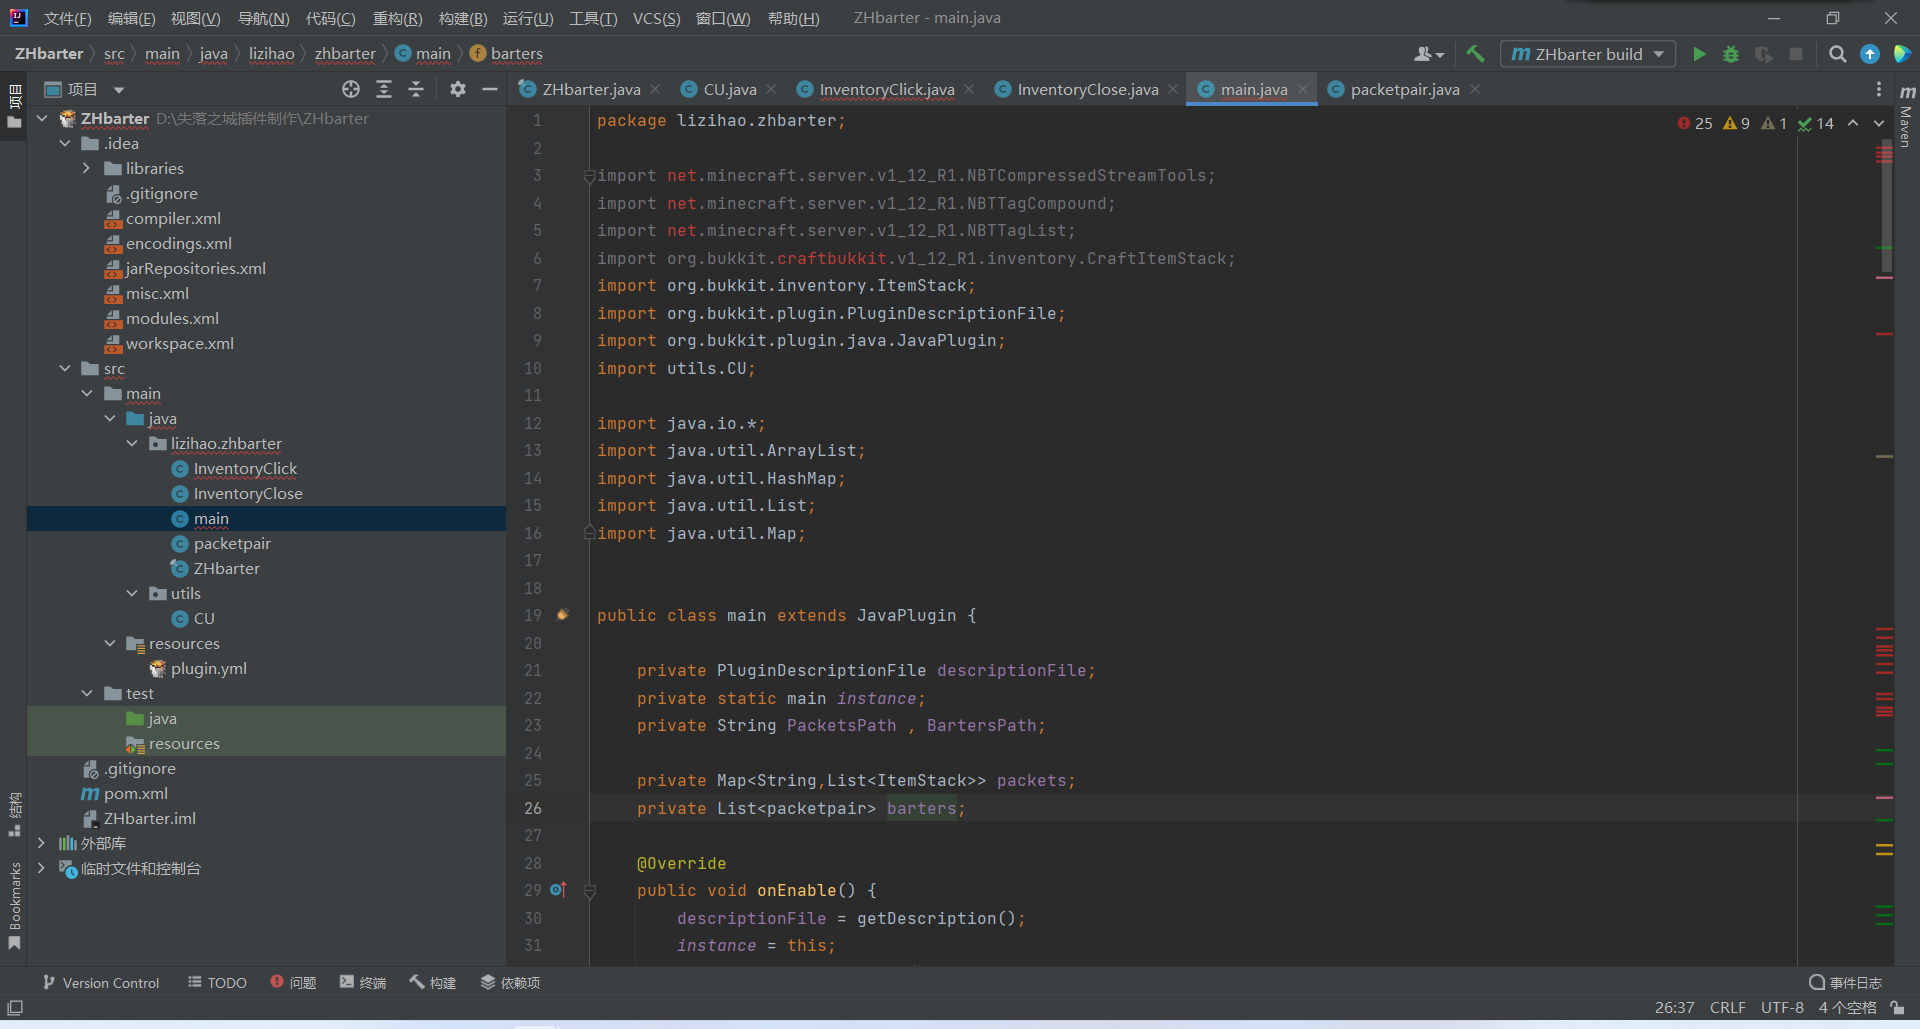 文件(F) 编辑(E) 视图(V) 导航(N) 代码(C) 重构(R) 构建(B) 运行(U) 工具(T) VCS(S) 窗口(W) 帮助(H) ZHbarter - main.java
ZHbarter src main java lizihao zhbarter main barters
ZHbarter build
项目
ZHbarter.java CU.java InventoryClick.java InventoryClose.java main.java packetpair.java
25 9 1 14
项目
ZHbarter D:\失落之城插件制作\ZHbarter
.idea
libraries
.gitignore
compiler.xml
encodings.xml
jarRepositories.xml
misc.xml
modules.xml
workspace.xml
src
main
java
lizihao.zhbarter
InventoryClick
InventoryClose
main
packetpair
ZHbarter
utils
CU
resources
plugin.yml
test
java
resources
.gitignore
pom.xml
ZHbarter.iml
外部库
临时文件和控制台
结构
Bookmarks
1 package lizihao.zhbarter;
2
3 import net.minecraft.server.v1_12_R1.NBTCompressedStreamTools;
4 import net.minecraft.server.v1_12_R1.NBTTagCompound;
5 import net.minecraft.server.v1_12_R1.NBTTagList;
6 import org.bukkit.craftbukkit.v1_12_R1.inventory.CraftItemStack;
7 import org.bukkit.inventory.ItemStack;
8 import org.bukkit.plugin.PluginDescriptionFile;
9 import org.bukkit.plugin.java.JavaPlugin;
10 import utils.CU;
11
12 import java.io.*;
13 import java.util.ArrayList;
14 import java.util.HashMap;
15 import java.util.List;
16 import java.util.Map;
17
18
19 public class main extends JavaPlugin {
20
21 private PluginDescriptionFile descriptionFile;
22 private static main instance;
23 private String PacketsPath , BartersPath;
24
25 private Map<String,List<ItemStack>> packets;
26 private List<packetpair> barters;
27
28 @Override
29 public void onEnable() {
30 descriptionFile = getDescription();
31 instance = this;
m Maven
Version Control TODO 问题 终端 构建 依赖项 事件日志
26:37 CRLF UTF-8 4 个空格